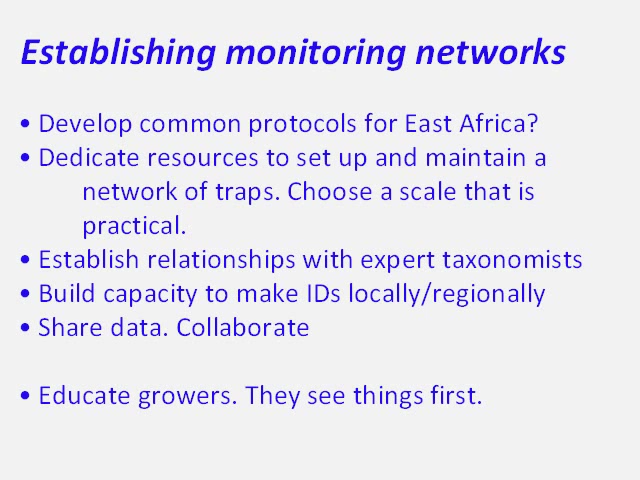 Establishing monitoring networks
• Develop common protocols for East Africa?
• Dedicate resources to set up and maintain a
network of traps. Choose a scale that is
practical.
• Establish relationships with expert taxonomists
• Build capacity to make IDs locally/regionally
• Share data. Collaborate
• Educate growers. They see things first.